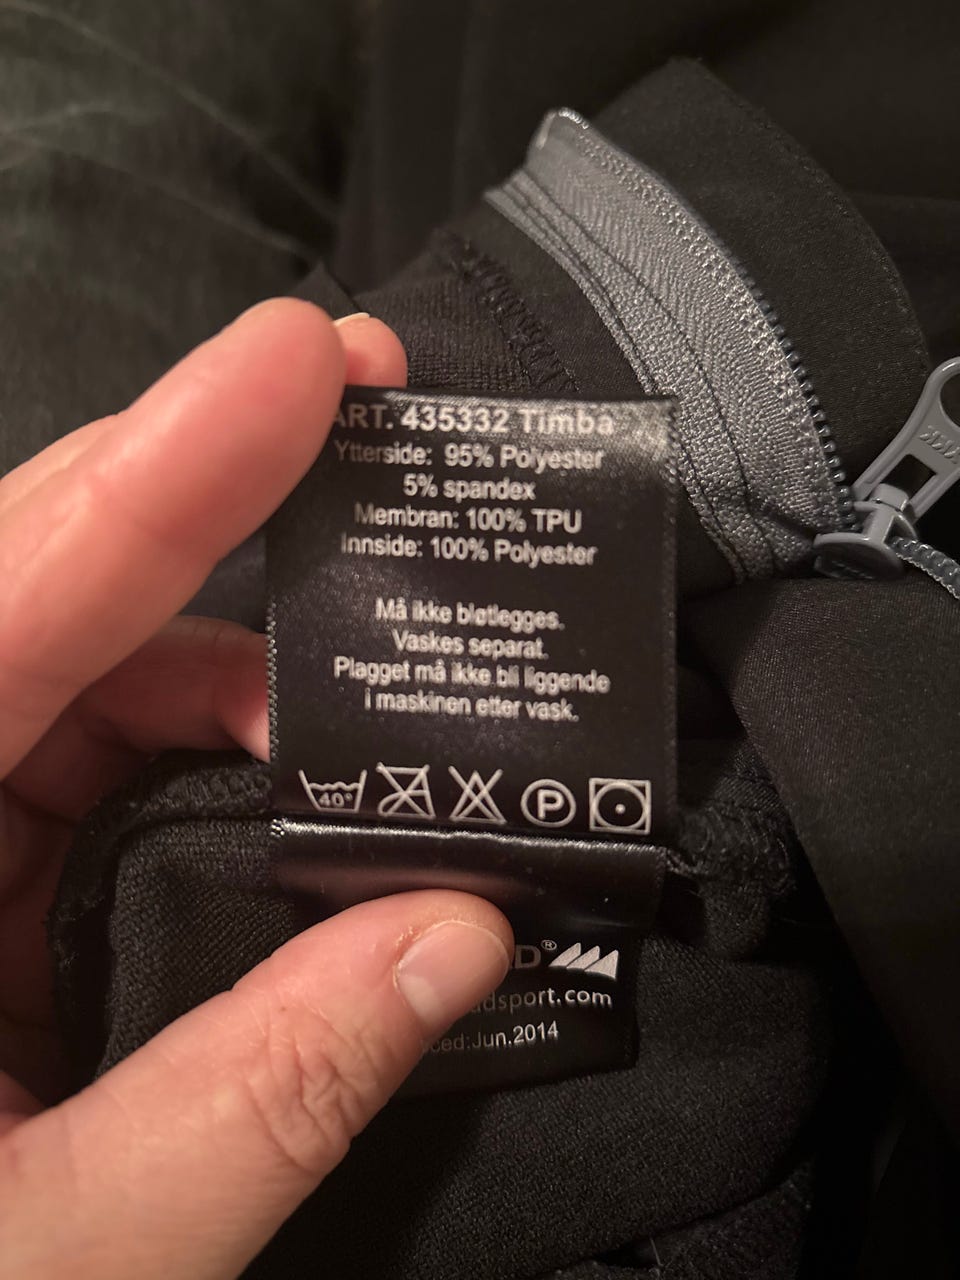 ART. 435332 Timba
Ytterside: 95% Polyester
5% spandex
Membran: 100% TPU
Innside: 100% Polyester
Må ikke bløtlegges.
Vaskes separat.
Plagget må ikke bli liggende
i maskinen etter vask.
40° P
D®
dsport.com
ced:Jun.2014